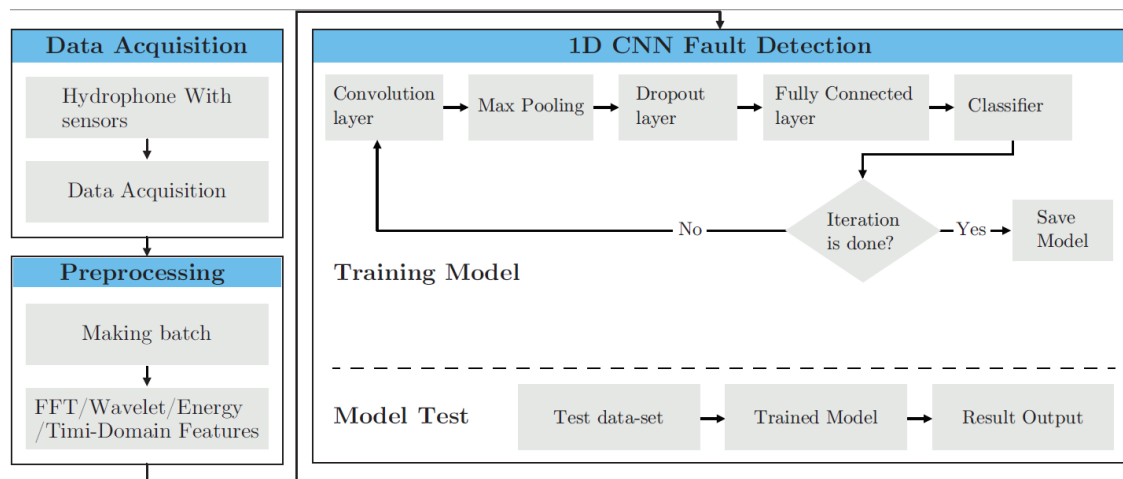 Data Acquisition
Hydrophone With
sensors
Data Acquisition
Preprocessing
Making batch
FFT/Wavelet/Energy
/Timi-Domain Features
1D CNN Fault Detection
Convolution
layer
Max Pooling
Dropout
layer
Fully Connected
layer
Classifier
Iteration
is done?
No
Yes
Save
Model
Training Model
Model Test
Test data-set
Trained Model
Result Output